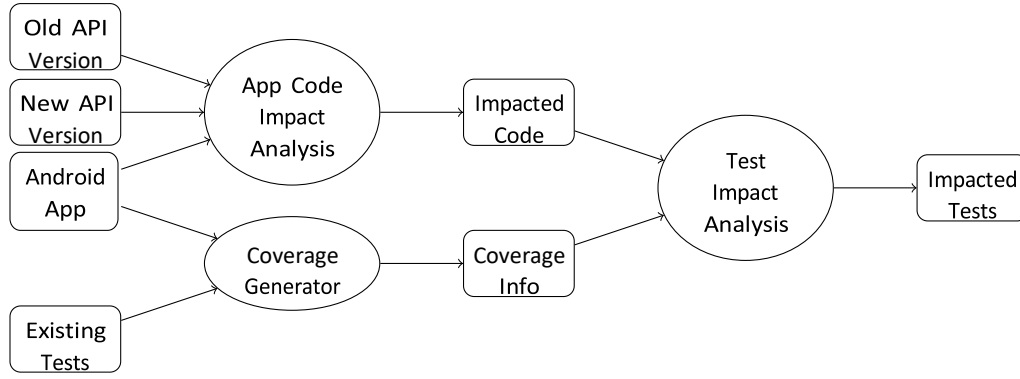 Old API
Version
New API
Version
Android
App
Existing
Tests
App Code
Impact
Analysis
Coverage
Generator
Impacted
Code
Coverage
Info
Test
Impact
Analysis
Impacted
Tests